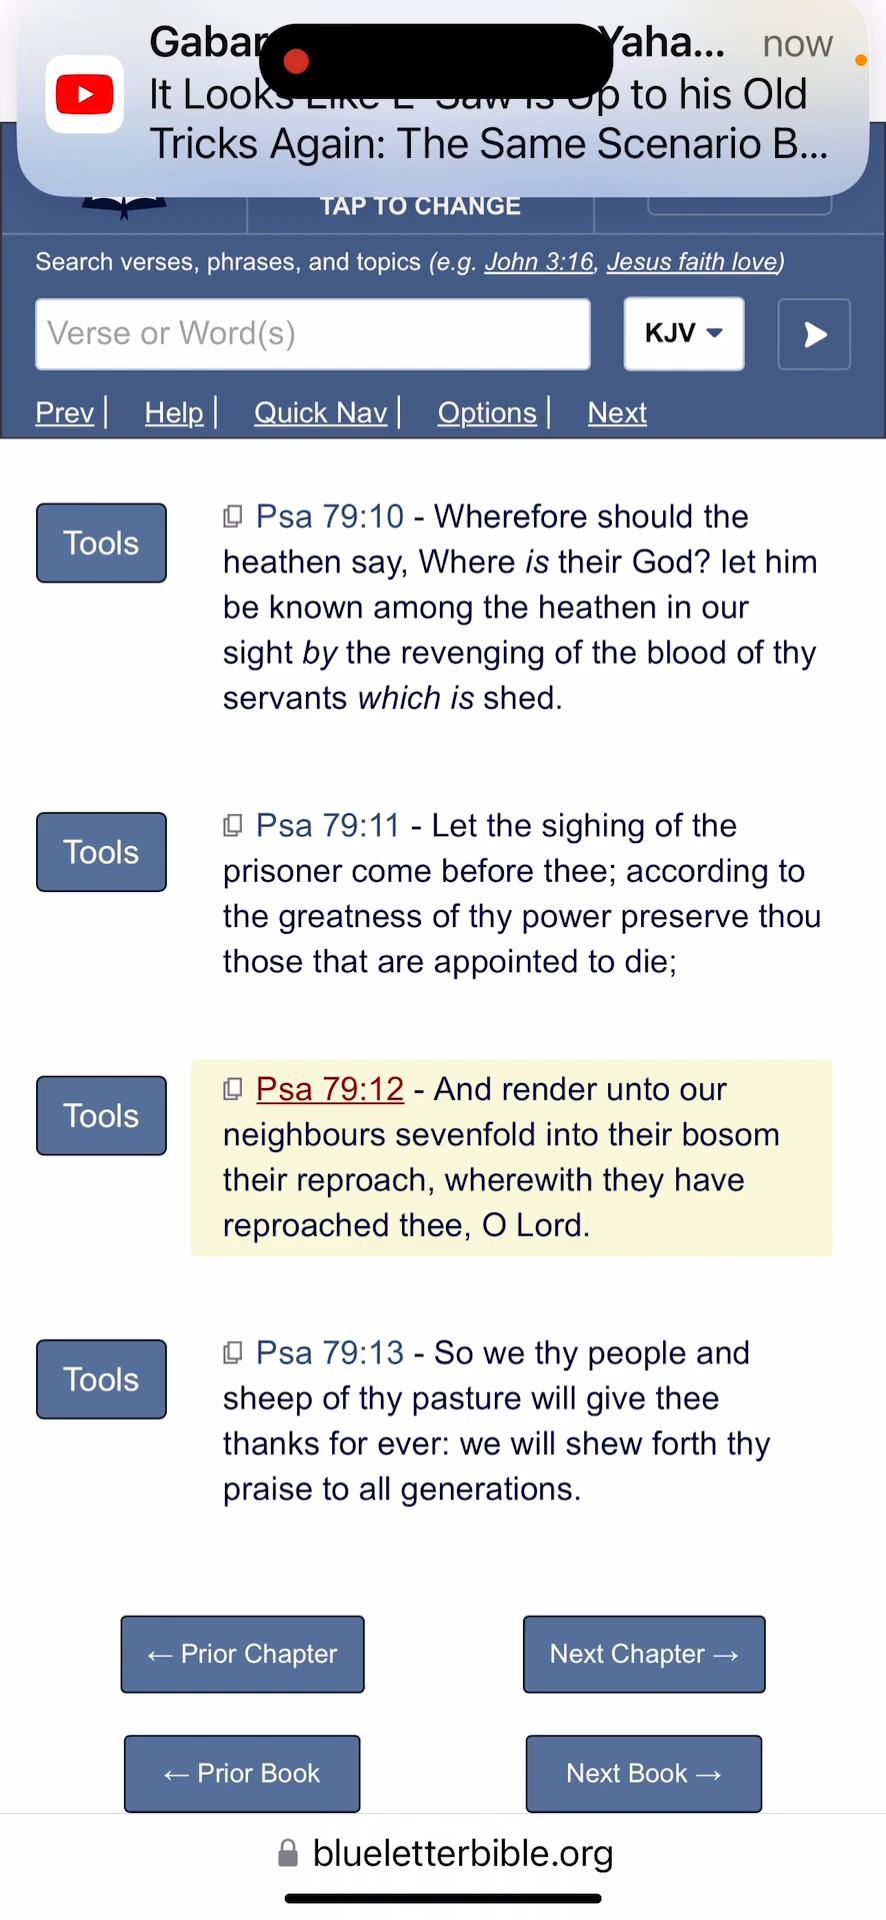 Gabar Yaha... now
It Looks Like E Saw is Up to his Old
Tricks Again: The Same Scenario B...
TAP TO CHANGE
Search verses, phrases, and topics (e.g. John 3:16, Jesus faith love)
Verse or Word(s) KJV
Prev | Help | Quick Nav | Options | Next
Tools
Psa 79:10 - Wherefore should the
heathen say, Where is their God? let him
be known among the heathen in our
sight by the revenging of the blood of thy
servants which is shed.
Tools
Psa 79:11 - Let the sighing of the
prisoner come before thee; according to
the greatness of thy power preserve thou
those that are appointed to die;
Tools
Psa 79:12 - And render unto our
neighbours sevenfold into their bosom
their reproach, wherewith they have
reproached thee, O Lord.
Tools
Psa 79:13 - So we thy people and
sheep of thy pasture will give thee
thanks for ever: we will shew forth thy
praise to all generations.
← Prior Chapter Next Chapter →
← Prior Book Next Book →
blueletterbible.org